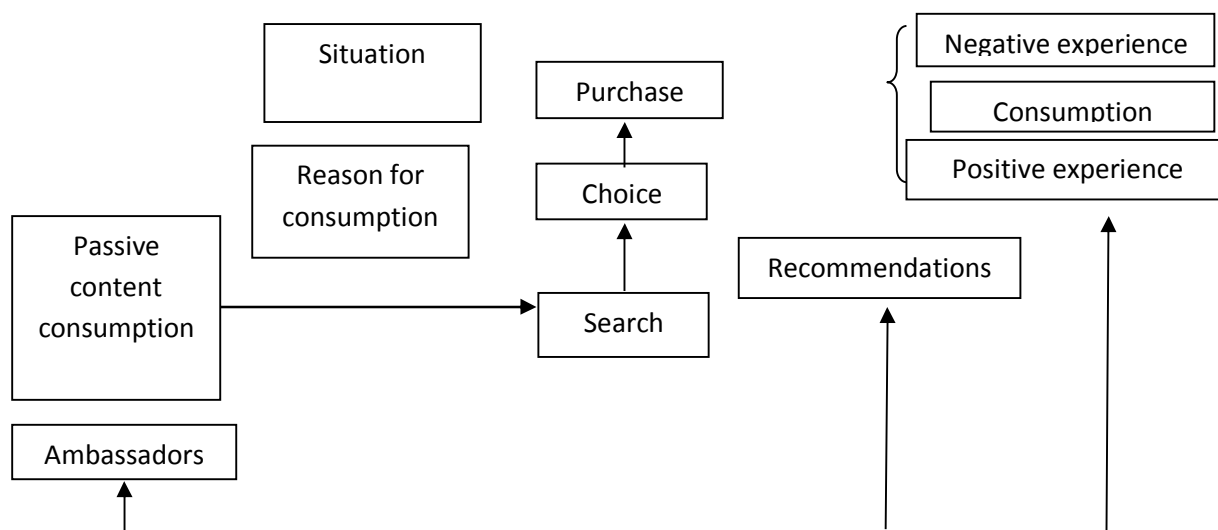 Situation
Reason for
consumption
Passive
content
consumption
Ambassadors
Purchase
Choice
Search
Recommendations
Negative experience
Consumption
Positive experience